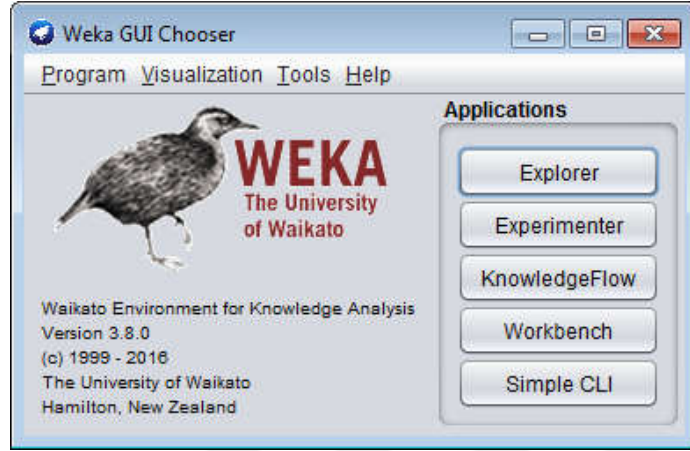 Weka GUI Chooser
Program Visualization Tools Help
WEKA
The University
of Waikato
Waikato Environment for Knowledge Analysis
Version 3.8.0
(c) 1999 - 2016
The University of Waikato
Hamilton, New Zealand
Applications
Explorer
Experimenter
KnowledgeFlow
Workbench
Simple CLI